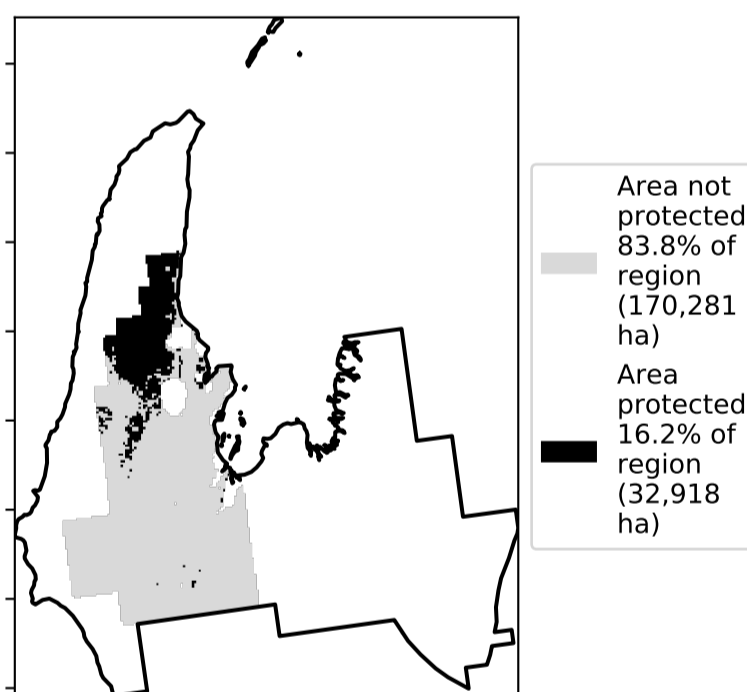 Area not
protected
83.8% of
region
(170,281
ha)
Area
protected
16.2% of
region
(32,918
ha)